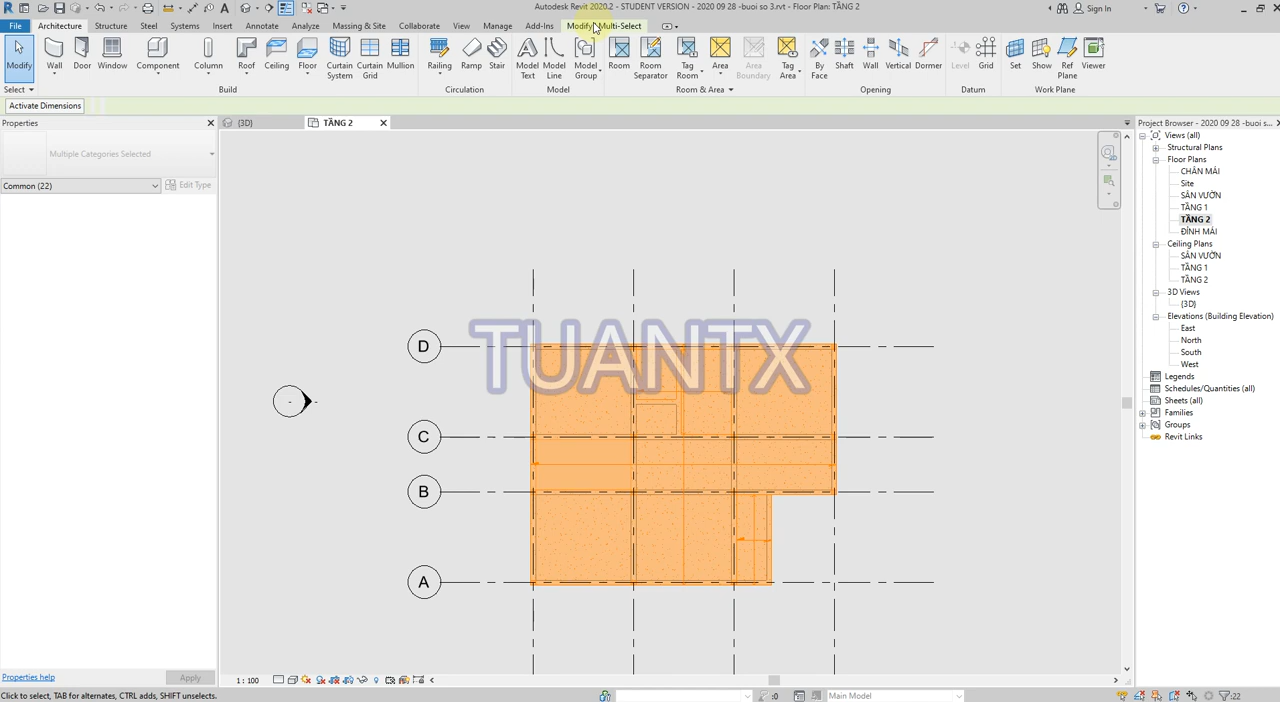 Autodesk Revit 2020.2 - STUDENT VERSION - 2020 09 28 -buoi so 3.rvt - Floor Plan: TẦNG 2
Sign In
File Architecture Structure Steel Systems Insert Annotate Analyze Massing & Site Collaborate View Manage Add-Ins Modify | Multi-Select
Modify Wall Door Window Component Column Roof Ceiling Floor Curtain System Curtain Grid Mullion Railing Ramp Stair Model Text Model Line Model Group Room Room Separator Tag Room Area Area Boundary Tag Area By Face Shaft Wall Vertical Dormer Level Grid Set Show Ref Plane Viewer
Select Build Circulation Model Room & Area Opening Datum Work Plane
Activate Dimensions
Properties
{3D} TẦNG 2
Project Browser - 2020 09 28 -buoi s...
Multiple Categories Selected
Common (22) Edit Type
Views (all)
Structural Plans
Floor Plans
CHÂN MÁI
Site
SÂN VƯỜN
TẦNG 1
TẦNG 2
ĐỈNH MÁI
Ceiling Plans
SÂN VƯỜN
TẦNG 1
TẦNG 2
3D Views
{3D}
Elevations (Building Elevation)
East
North
South
West
Legends
Schedules/Quantities (all)
Sheets (all)
Families
Groups
Revit Links
2D
D
TUANTX
C
B
A
Properties help Apply
1 : 100
Click to select, TAB for alternates, CTRL adds, SHIFT unselects.
:0
Main Model
:22